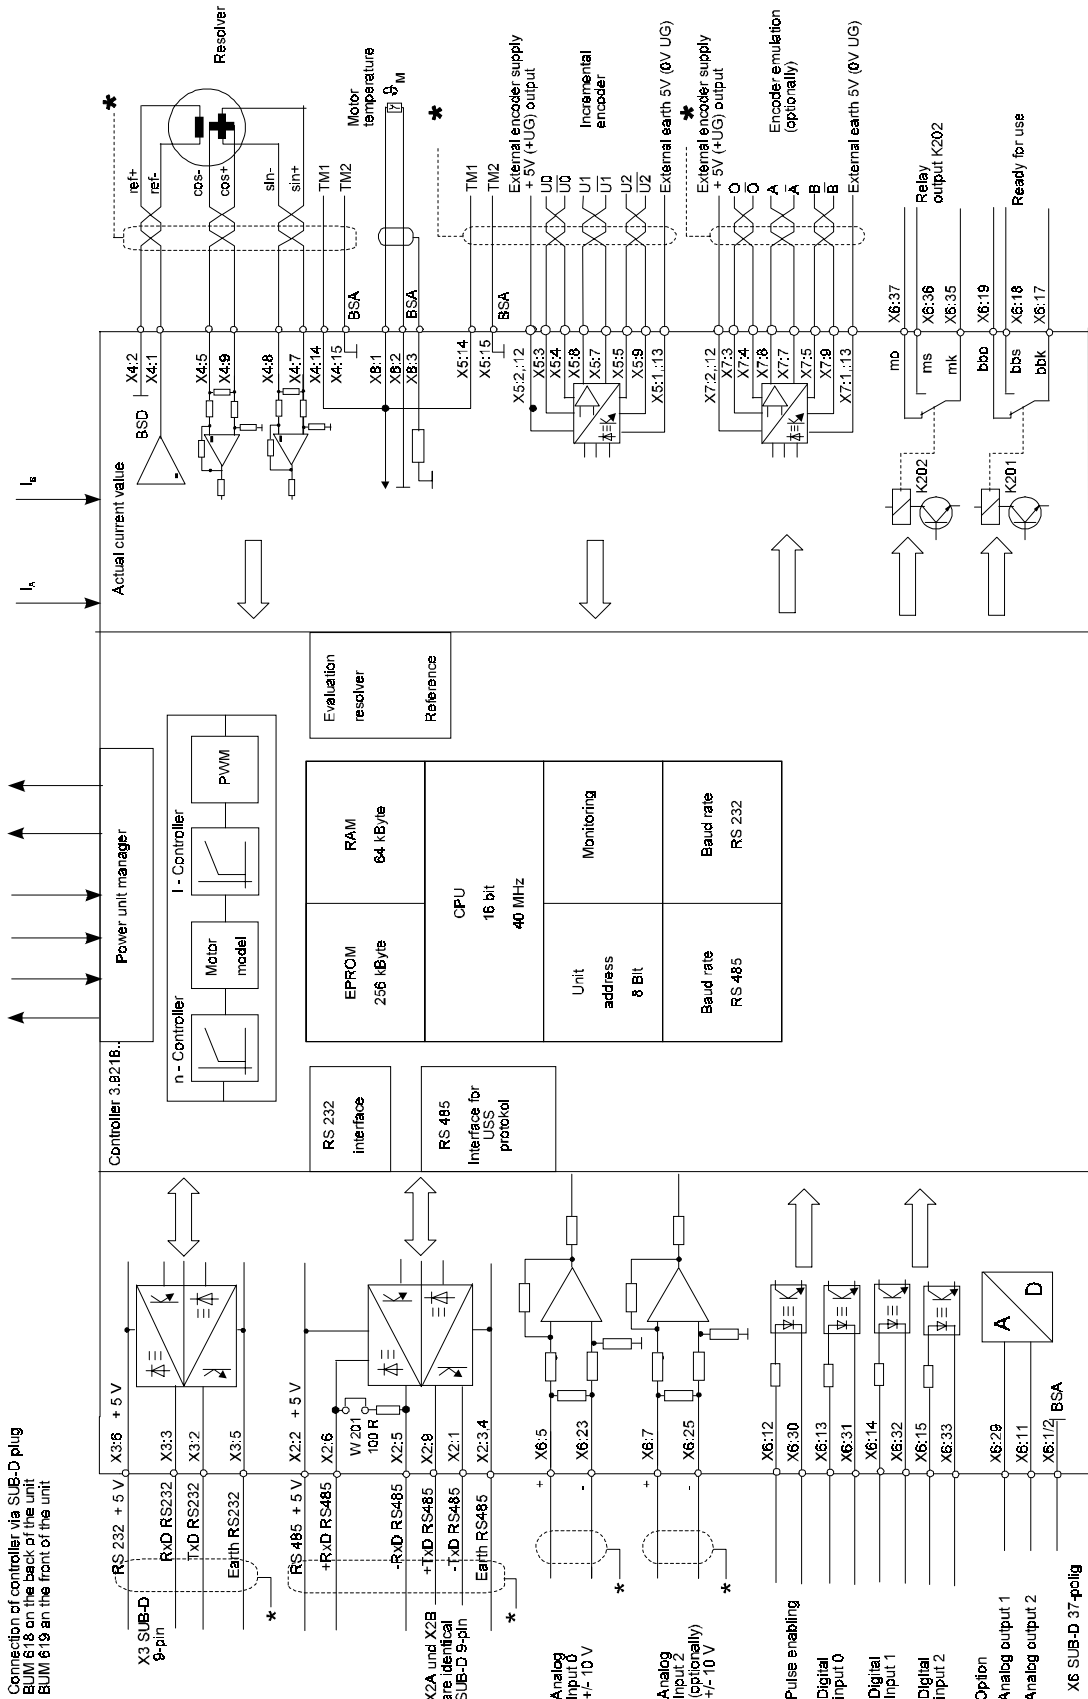 Connection of controller via SUB-D plug
BUM 618 on the back of the unit
BUM 619 an the front of the unit
X3 SUB-D
9-pin
RS 232 + 5 V
RxD RS232
TxD RS232
Earth RS232
*
X3:6 + 5 V
X3:3
X3:2
X3:5
X2A and X2B
are identical
SUB-D 9-pin
RS 485 + 5 V
+RxD RS485
-RxD RS485
+TxD RS485
-TxD RS485
Earth RS485
*
X2:2 + 5 V
X2:6
W 201
100 R
X2:5
X2:9
X2:1
X2:3,4
Analog
Input 0
+/- 10 V
*
+
-
X6:5
X6:23
Analog
Input 2
(optionally)
+/- 10 V
*
+
-
X6:7
X6:25
Pulse enabling
X6:12
X6:30
Digital
input 0
X6:13
X6:31
Digital
Input 1
X6:14
X6:32
Digital
input 2
X6:15
X6:33
Option
Analog output 1
Analog output 2
X6:29
X6:11
X6:1/2
BSA
A
D
X6 SUB-D 37-polig
Controller 3.921B..
Power unit manager
n - Controller
Motor
model
I - Controller
PWM
RS 232
interface
RS 485
Interface for
USS
protokol
EPROM
256 kByte
RAM
64 kByte
CPU
16 bit
40 MHz
Unit
address
8 Bit
Monitoring
Baud rate
RS 485
Baud rate
RS 232
Evaluation
resolver
Reference
I A
I B
Actual current value
BSD
X4:2
X4:1
X4:5
X4:9
X4:8
X4:7
X4:14
X4:15
BSA
ref+
ref-
cos-
cos+
sin-
sin+
TM1
TM2
*
Resolver
X8:1
X8:2
X8:3
BSA
Motor
temperature
ϑ M
X5:14
X5:15
BSA
TM1
TM2
*
X5:2,:12
X5:3
X5:4
X5:8
X5:7
X5:5
X5:9
X5:1,:13
External encoder supply
+ 5V (+UG) output
U0
U̅0̅
U1
U̅1̅
U2
U̅2̅
External earth 5V (0V UG)
Incremental
encoder
*
X7:2,:12
X7:3
X7:4
X7:8
X7:7
X7:5
X7:9
X7:1,:13
External encoder supply
+ 5V (+UG) output
O
O̅
A
A̅
B
B̅
External earth 5V (0V UG)
Encoder emulation
(optionally)
K202
mo
ms
mk
X6:37
X6:36
X6:35
Relay
output K202
K201
bbo
bbs
bbk
X6:19
X6:18
X6:17
Ready for use